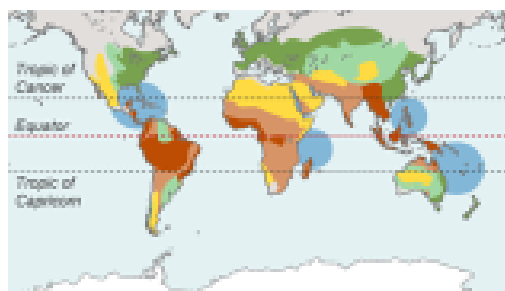 Tropic of
Cancer
Equator
Tropic of
Capricorn